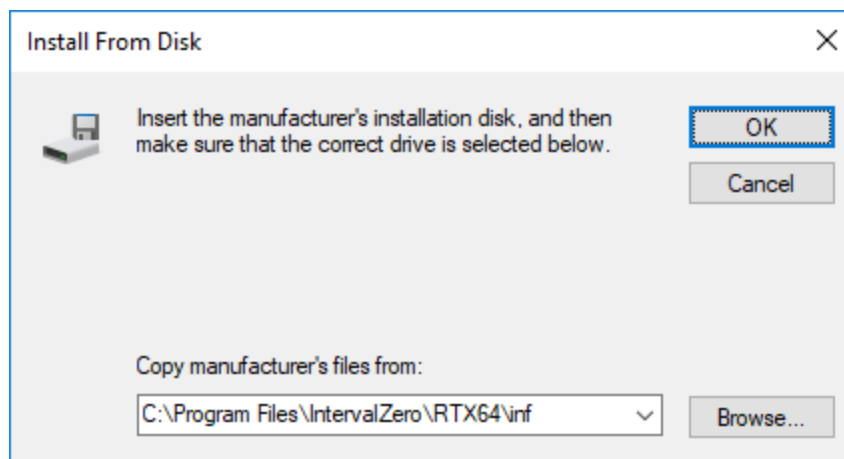 Install From Disk
Insert the manufacturer's installation disk, and then
make sure that the correct drive is selected below.
OK
Cancel
Copy manufacturer's files from:
C:\Program Files\IntervalZero\RTX64\inf
Browse...